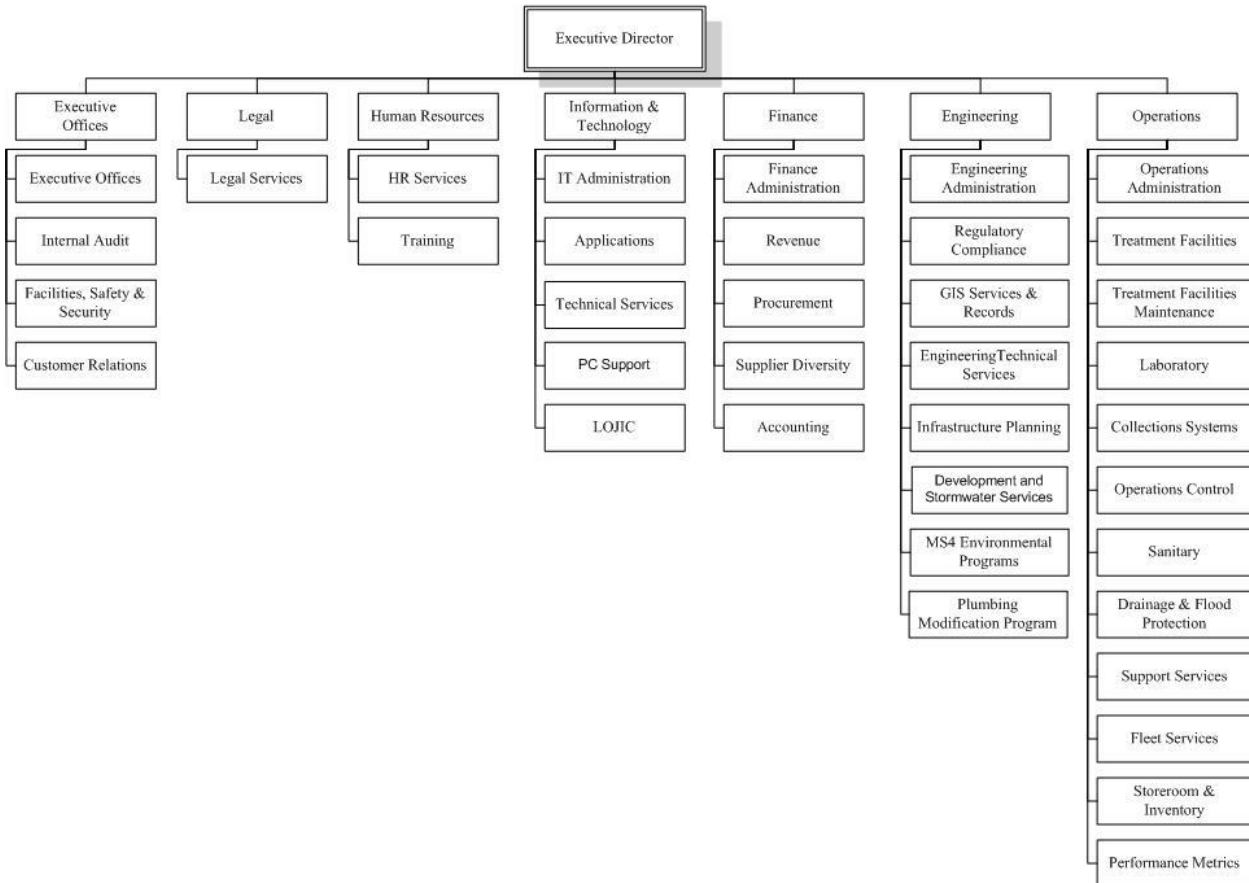 Executive Director
Executive
Offices
Legal
Human Resources
Information &
Technology
Finance
Engineering
Operations
Executive Offices
Internal Audit
Facilities, Safety &
Security
Customer Relations
Legal Services
HR Services
Training
IT Administration
Applications
Technical Services
PC Support
LOJIC
Finance
Administration
Revenue
Procurement
Supplier Diversity
Accounting
Engineering
Administration
Regulatory
Compliance
GIS Services &
Records
EngineeringTechnical
Services
Infrastructure Planning
Development and
Stormwater Services
MS4 Environmental
Programs
Plumbing
Modification Program
Operations
Administration
Treatment Facilities
Treatment Facilities
Maintenance
Laboratory
Collections Systems
Operations Control
Sanitary
Drainage & Flood
Protection
Support Services
Fleet Services
Storeroom &
Inventory
Performance Metrics